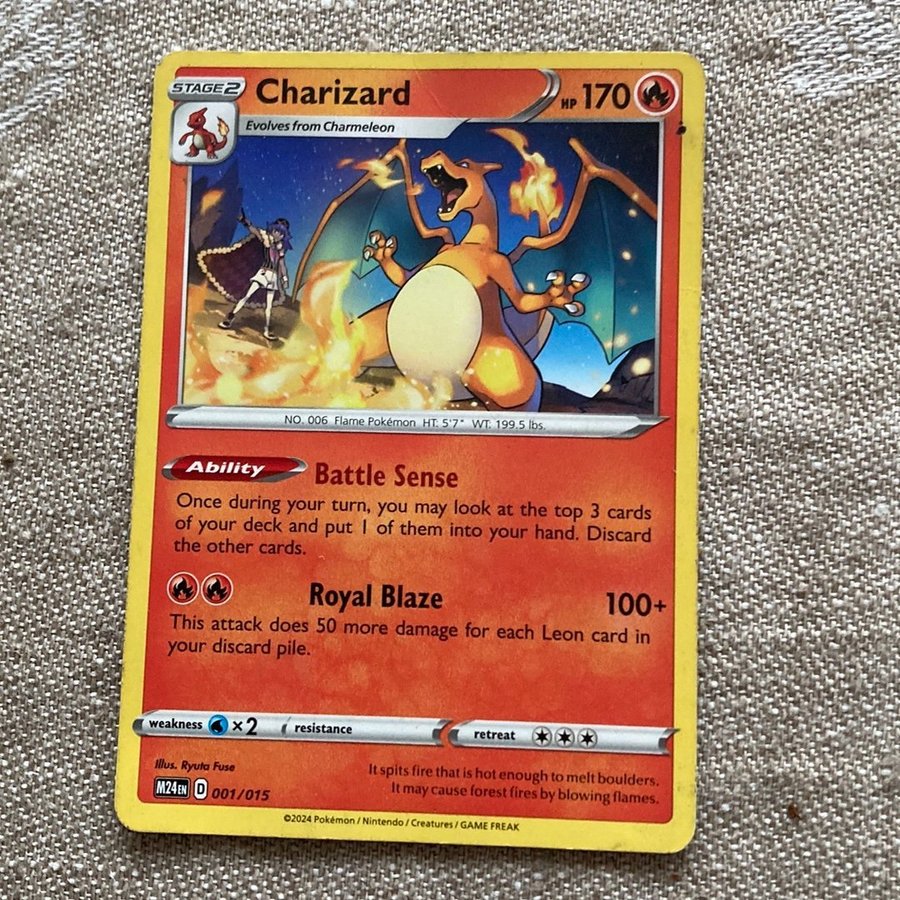 STAGE2 Charizard HP 170
Evolves from Charmeleon
NO. 006 Flame Pokémon HT: 5'7" WT: 199.5 lbs.
Ability Battle Sense
Once during your turn, you may look at the top 3 cards
of your deck and put 1 of them into your hand. Discard
the other cards.
Royal Blaze 100+
This attack does 50 more damage for each Leon card in
your discard pile.
weakness ×2 resistance retreat
Illus. Ryuta Fuse
M24 EN D 001/015
It spits fire that is hot enough to melt boulders.
It may cause forest fires by blowing flames.
©2024 Pokémon / Nintendo / Creatures / GAME FREAK